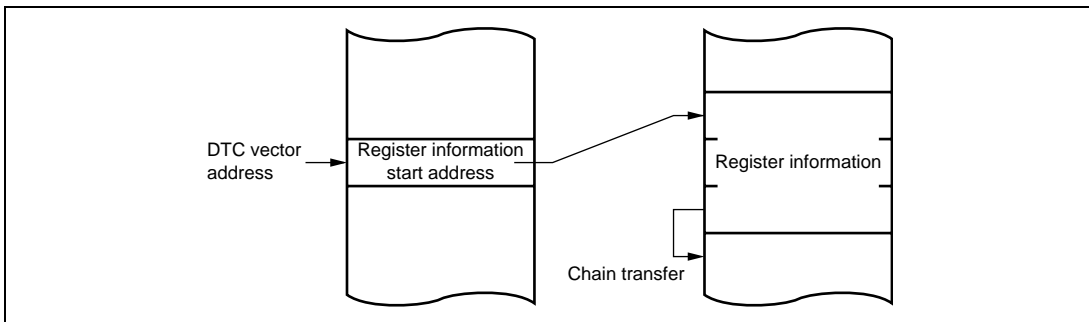 DTC vector
address
Register information
start address
Register information
Chain transfer